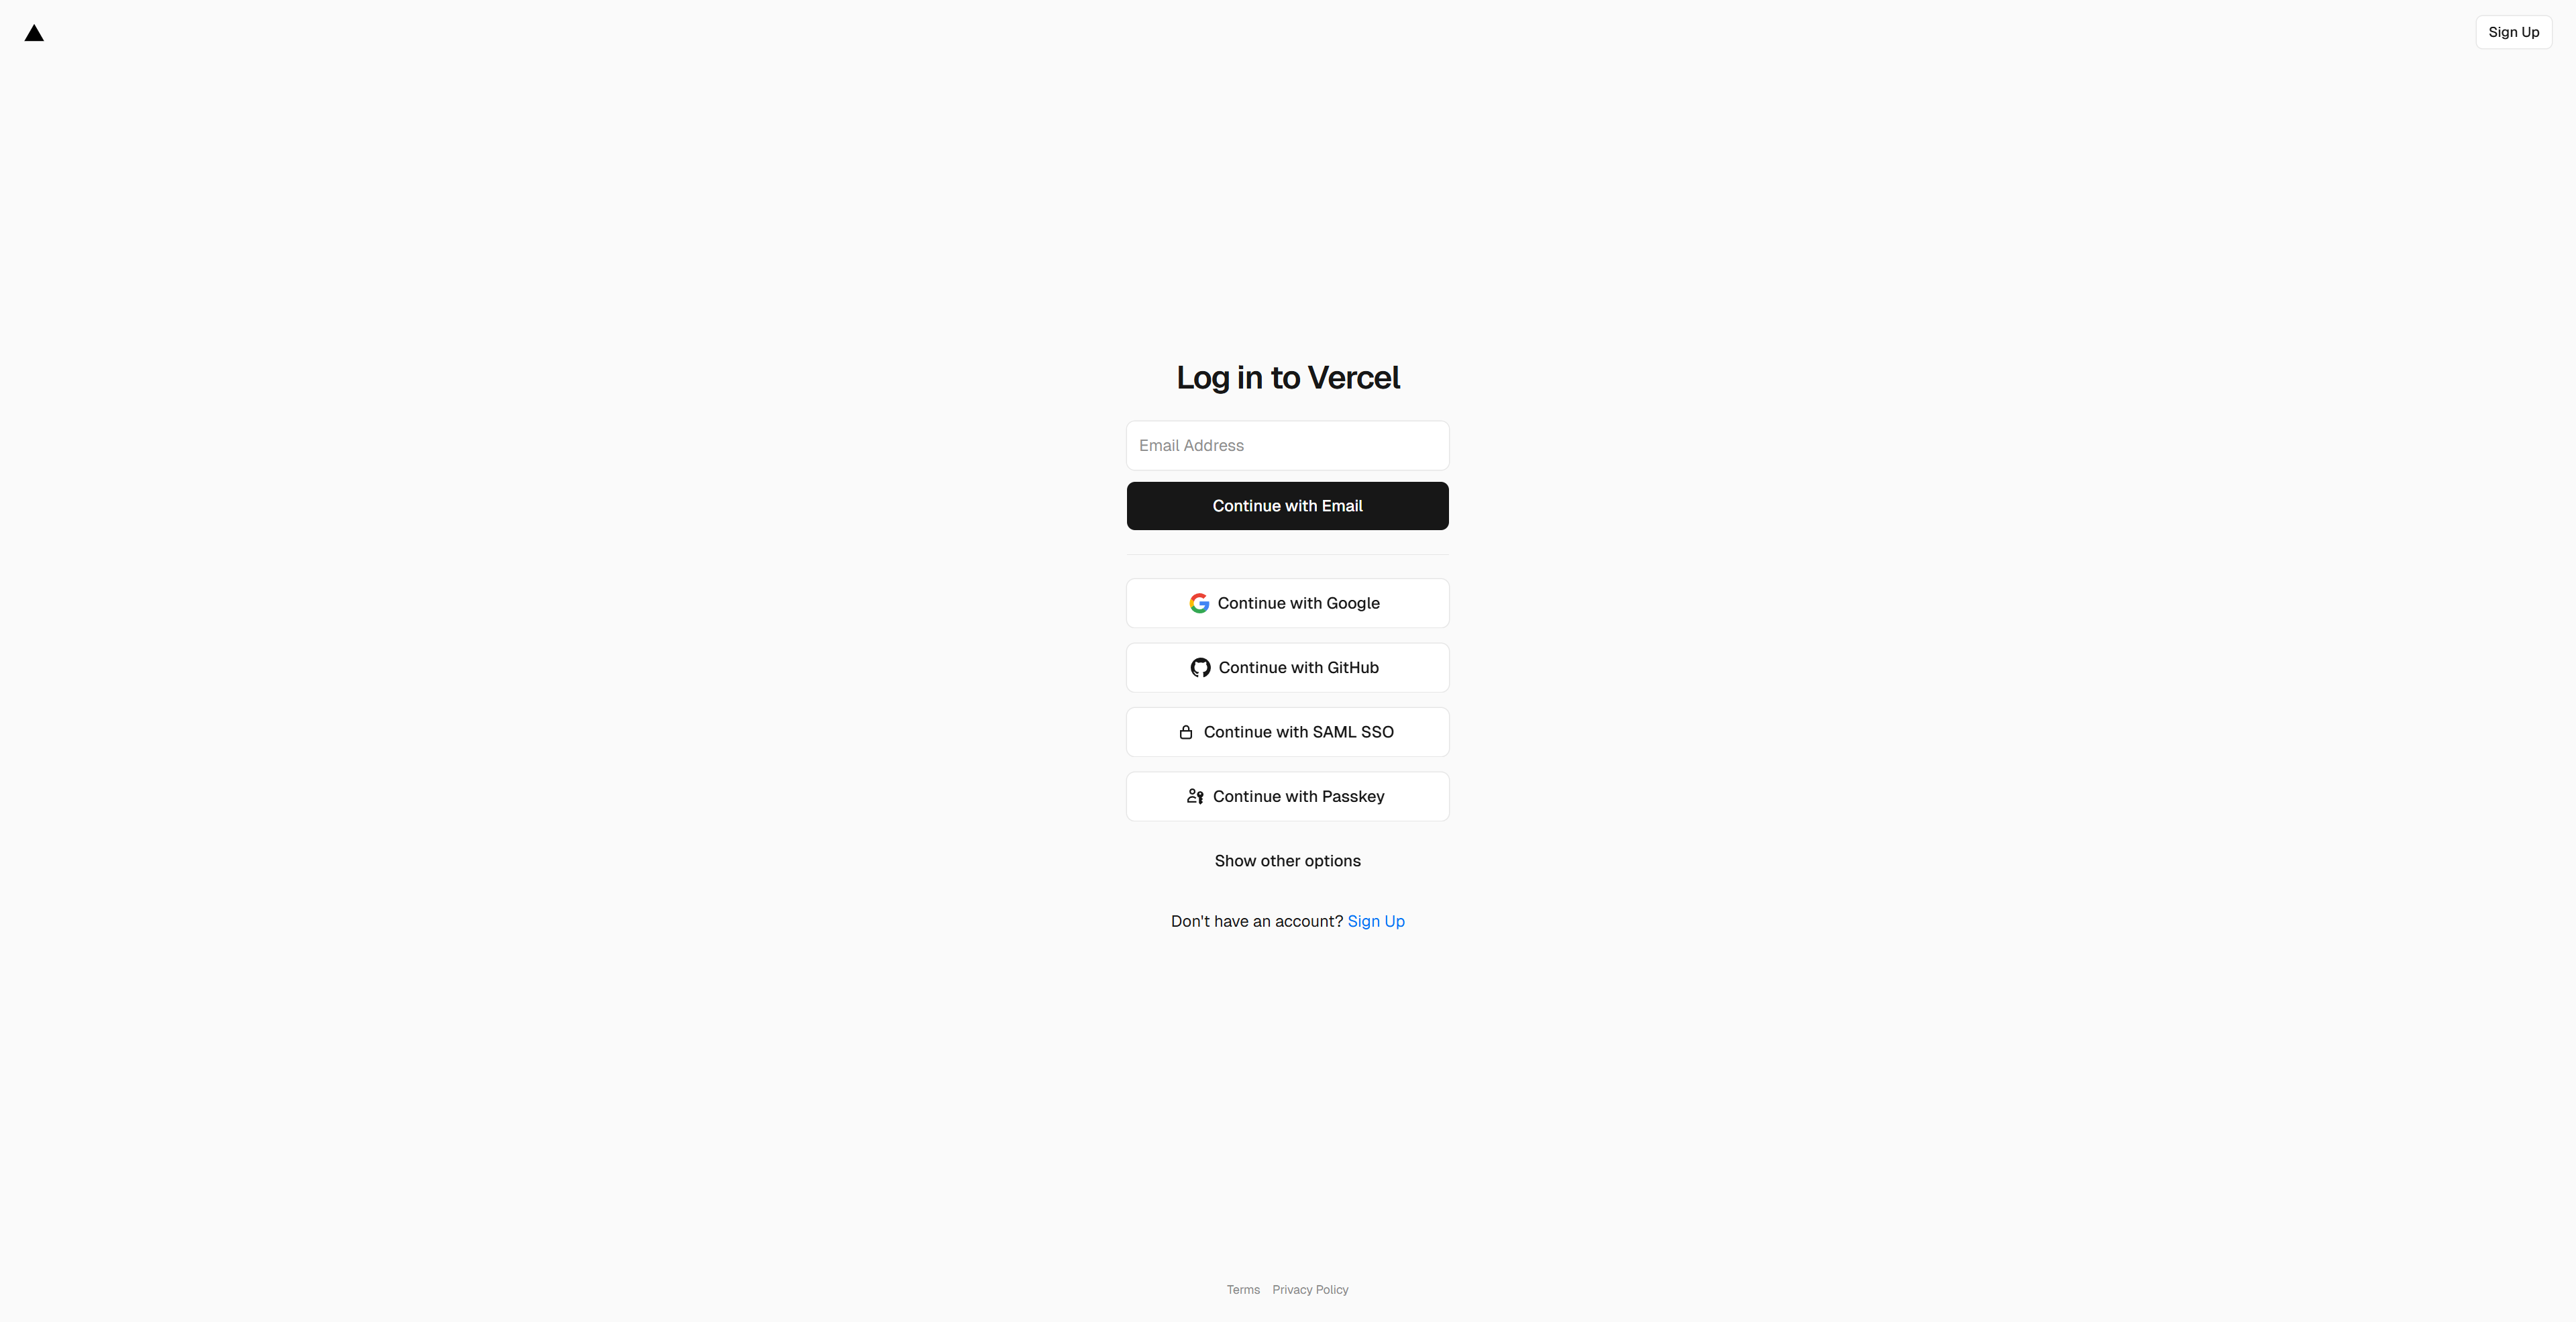 Sign Up
Log in to Vercel
Email Address
Continue with Email
Continue with Google
Continue with GitHub
Continue with SAML SSO
Continue with Passkey
Show other options
Don't have an account? Sign Up
Terms Privacy Policy